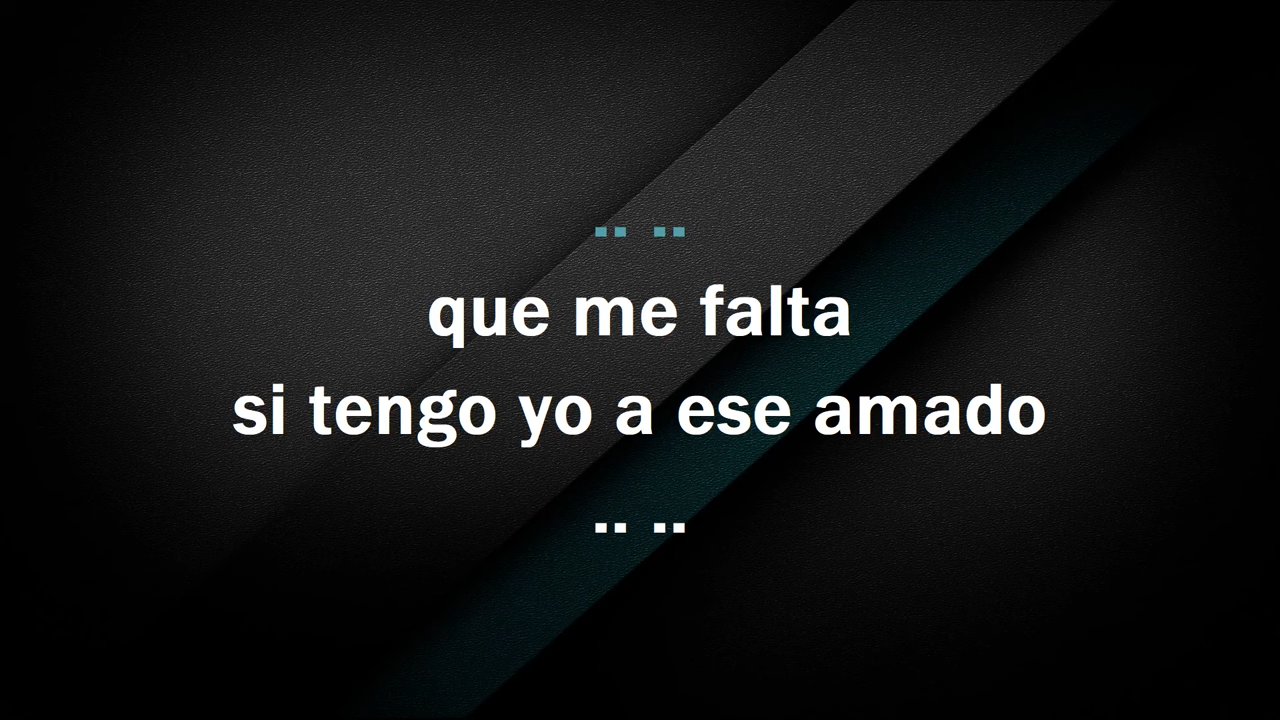 .. ..
que me falta
si tengo yo a ese amado
.. ..